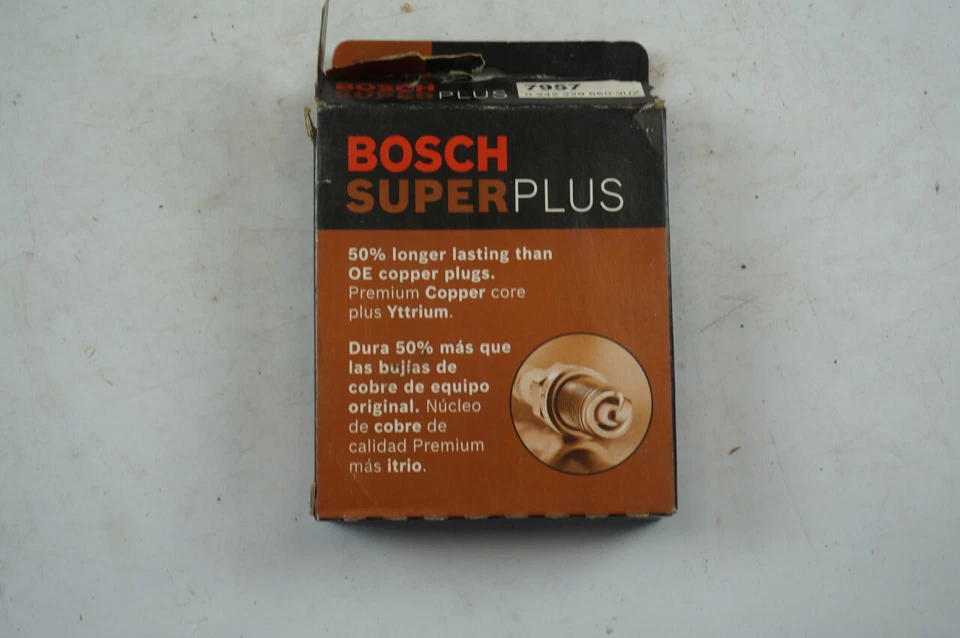 BOSCH
SUPERPLUS
7957
BOSCH
SUPERPLUS
50% longer lasting than
OE copper plugs.
Premium Copper core
plus Yttrium.
Dura 50% más que
las bujías de
cobre de equipo
original. Núcleo
de cobre de
calidad Premium
más itrio.